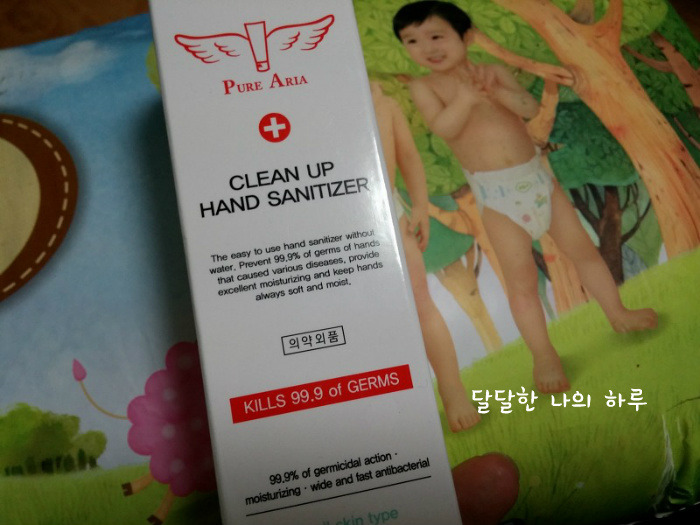 PURE ARIA
CLEAN UP
HAND SANITIZER
The easy to use hand sanitizer without
water. Prevent 99.9% of germs of hands
that caused various diseases, provide
excellent moisturizing and keep hands
always soft and moist.
의약외품
KILLS 99.9 of GERMS
달달한 나의 하루
99.9% of germicidal action ·
moisturizing · wide and fast antibacterial
skin type